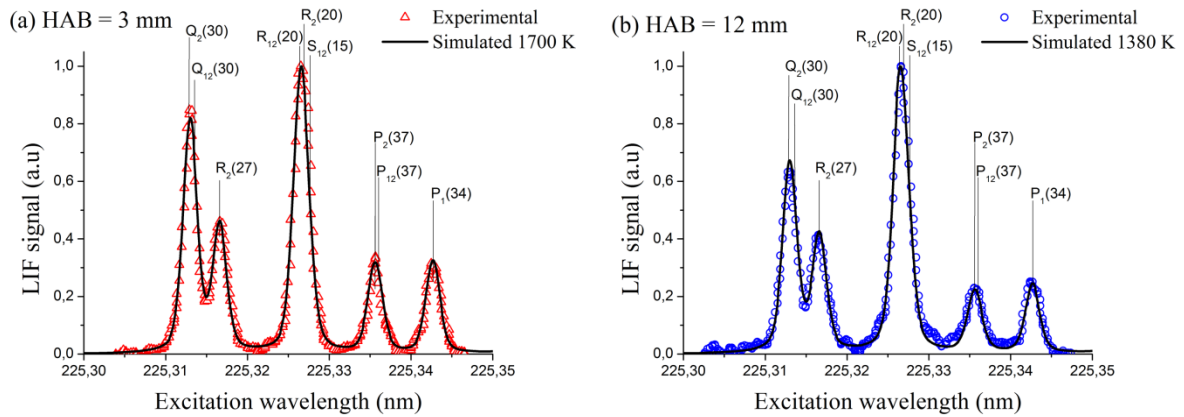 (a) HAB = 3 mm
R₂(20)
Experimental
Q₂(30)
R₁₂(20)
S₁₂(15)
Simulated 1700 K
Q₁₂(30)
R₂(27)
P₂(37)
P₁₂(37)
P₁(34)
LIF signal (a.u)
1,0
0,8
0,6
0,4
0,2
0,0
225,30
225,31
225,32
225,33
225,34
225,35
Excitation wavelength (nm)
(b) HAB = 12 mm
R₂(20)
Experimental
R₁₂(20)
S₁₂(15)
Simulated 1380 K
Q₂(30)
Q₁₂(30)
R₂(27)
P₂(37)
P₁₂(37)
P₁(34)
LIF signal (a.u)
1,0
0,8
0,6
0,4
0,2
0,0
225,30
225,31
225,32
225,33
225,34
225,35
Excitation wavelength (nm)